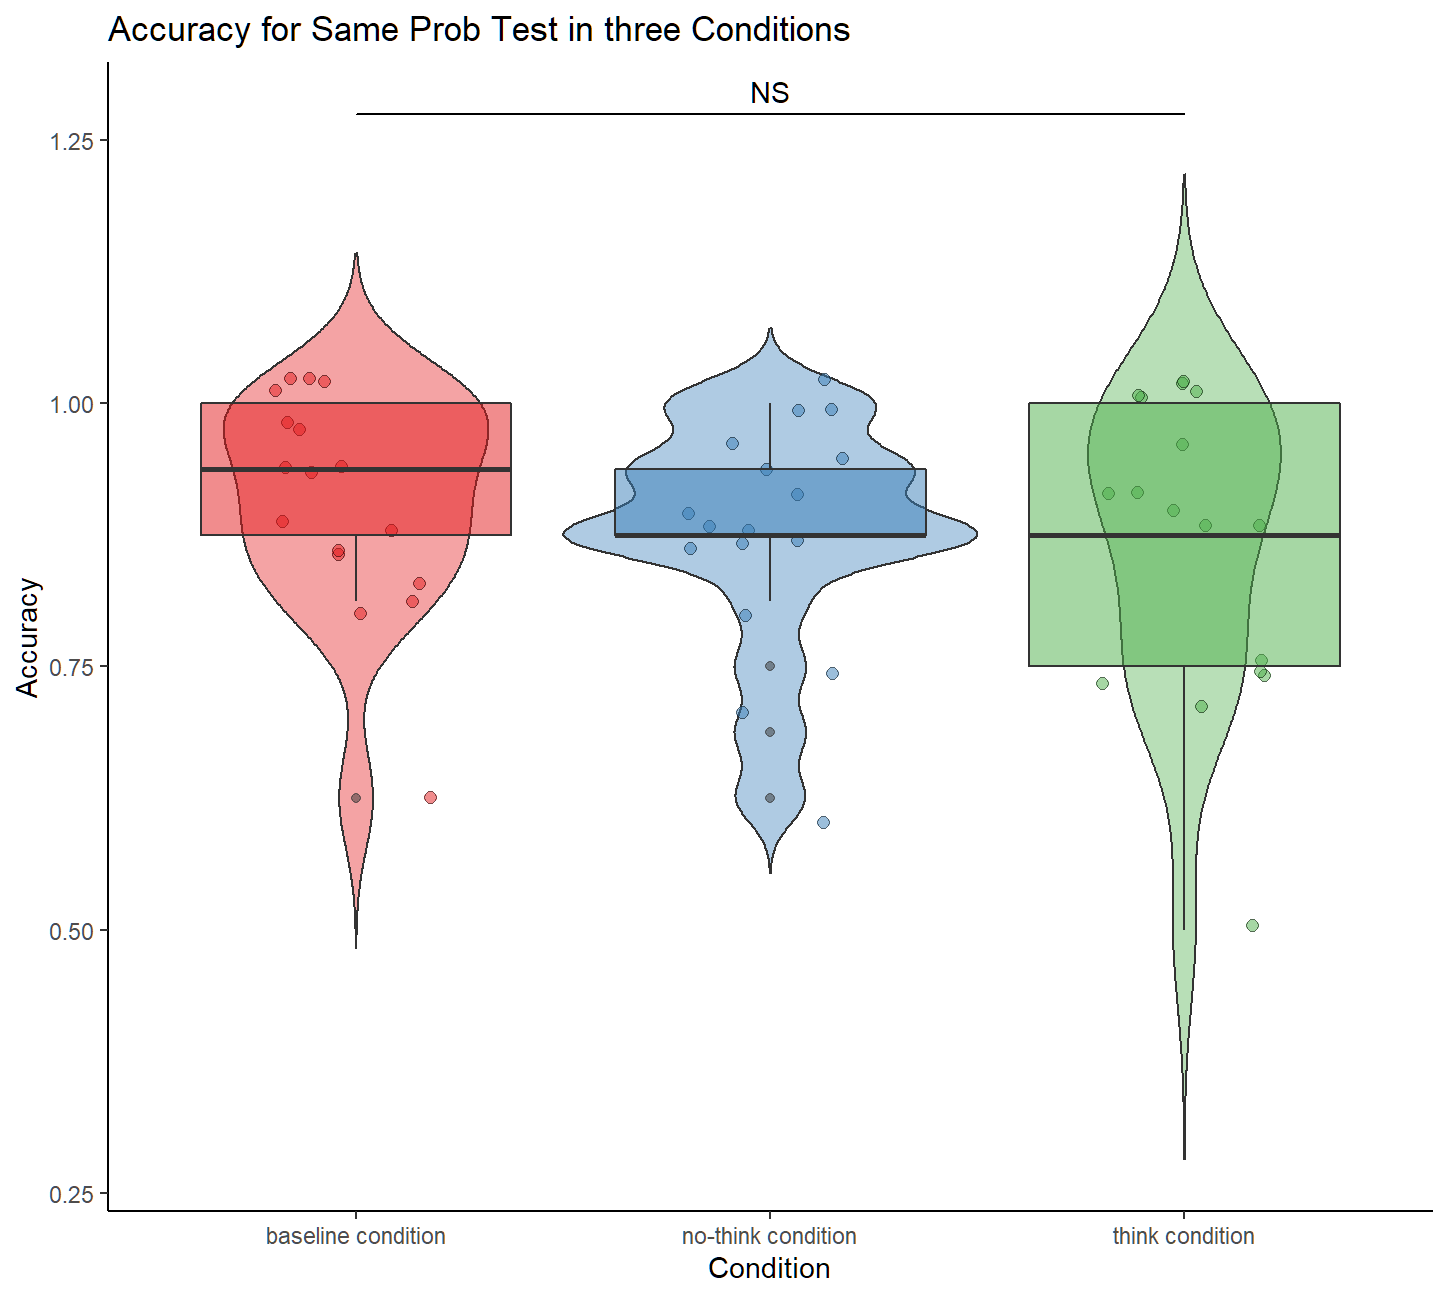 Accuracy for Same Prob Test in three Conditions
NS
1.25
1.00
0.75
0.50
0.25
Accuracy
baseline condition
no-think condition
think condition
Condition